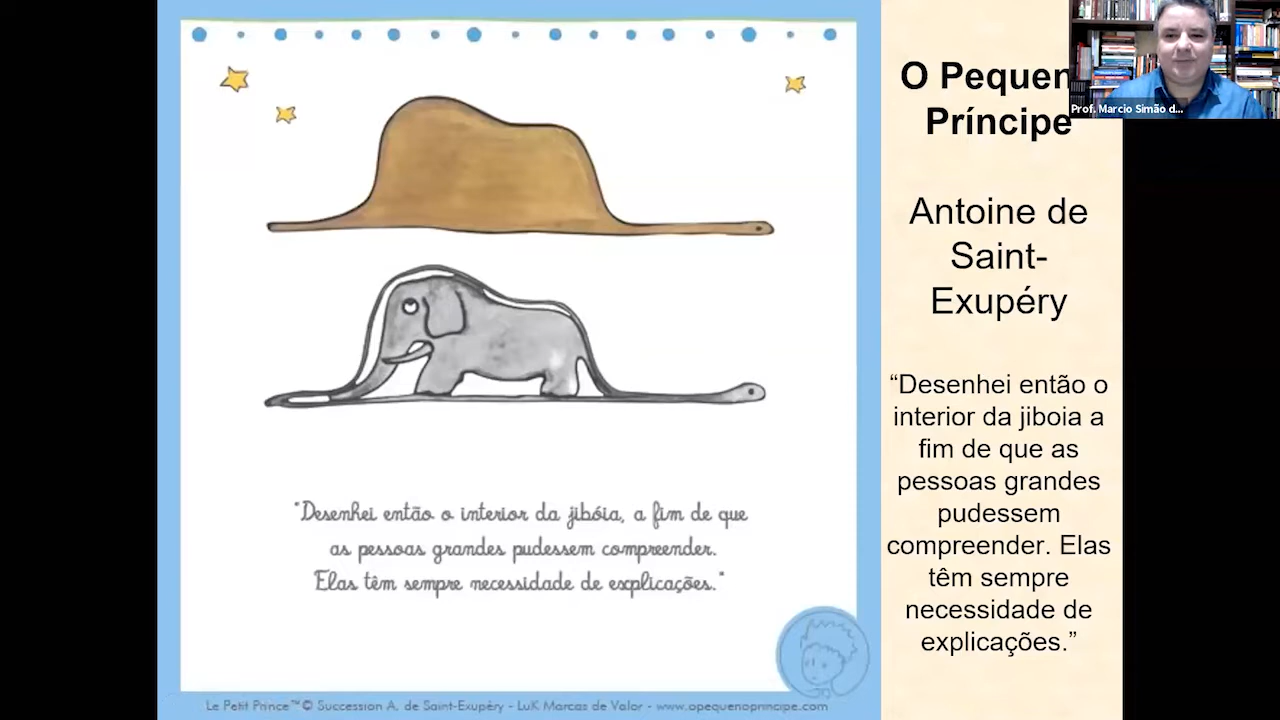 "Desenhei então o interior da jibóia, a fim de que
as pessoas grandes pudessem compreender.
Elas têm sempre necessidade de explicações."
Le Petit Prince™© Succession A. de Saint-Exupéry - LuK Marcas de Valor - www.opequenoprincipe.com
O Pequen
Príncipe
Antoine de
Saint-
Exupéry
“Desenhei então o
interior da jiboia a
fim de que as
pessoas grandes
pudessem
compreender. Elas
têm sempre
necessidade de
explicações.”
Prof. Marcio Simão d...